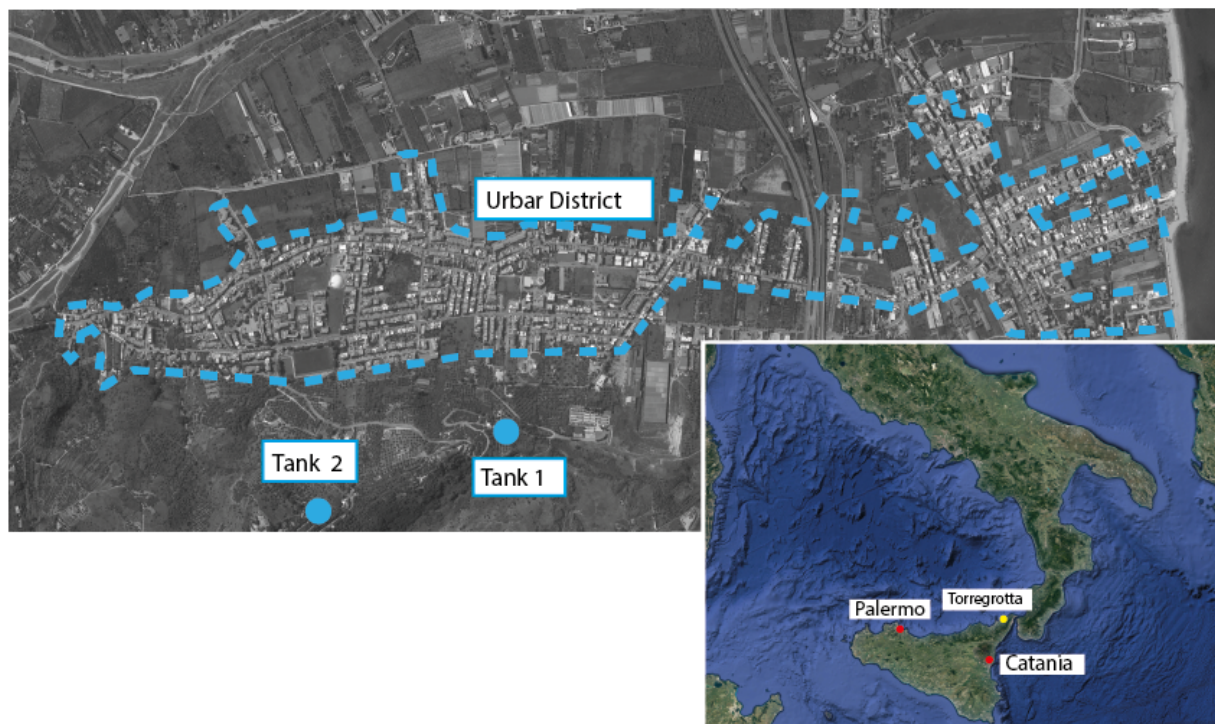 Urbar District
Tank 2
Tank 1
Torregrotta
Palermo
Catania